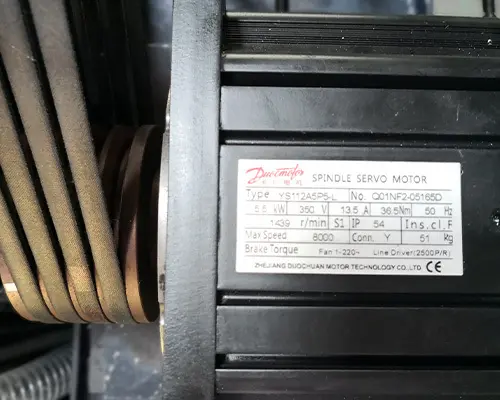 Duomotor SPINDLE SERVO MOTOR
Type YS112A5P5-L No. Q01NF2-05165D
5.5 kW 350 V 13.5 A 36.5Nm 50 Hz
1439 r/min S1 IP 54 Ins.cl.F
Max Speed 8000 Conn. Y 51 kg
Brake Torque Fan 1~220~ Line Driver(2500P/R)
ZHEJIANG DUOCHUAN MOTOR TECHNOLOGY CO.,LTD CE